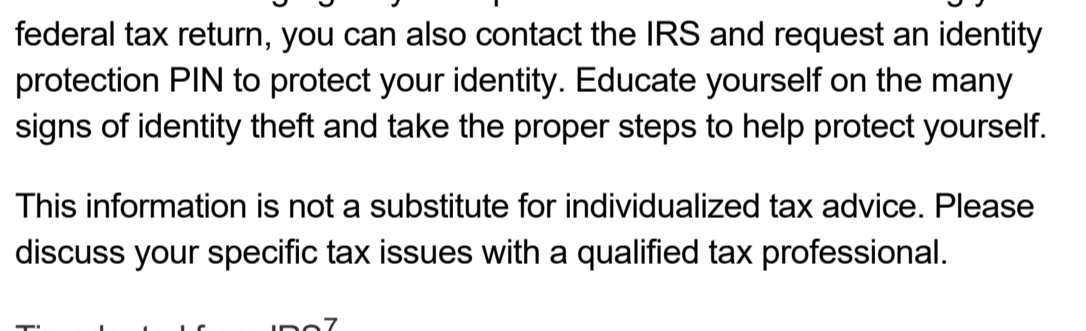 federal tax return, you can also contact the IRS and request an identity
protection PIN to protect your identity. Educate yourself on the many
signs of identity theft and take the proper steps to help protect yourself.
This information is not a substitute for individualized tax advice. Please
discuss your specific tax issues with a qualified tax professional.